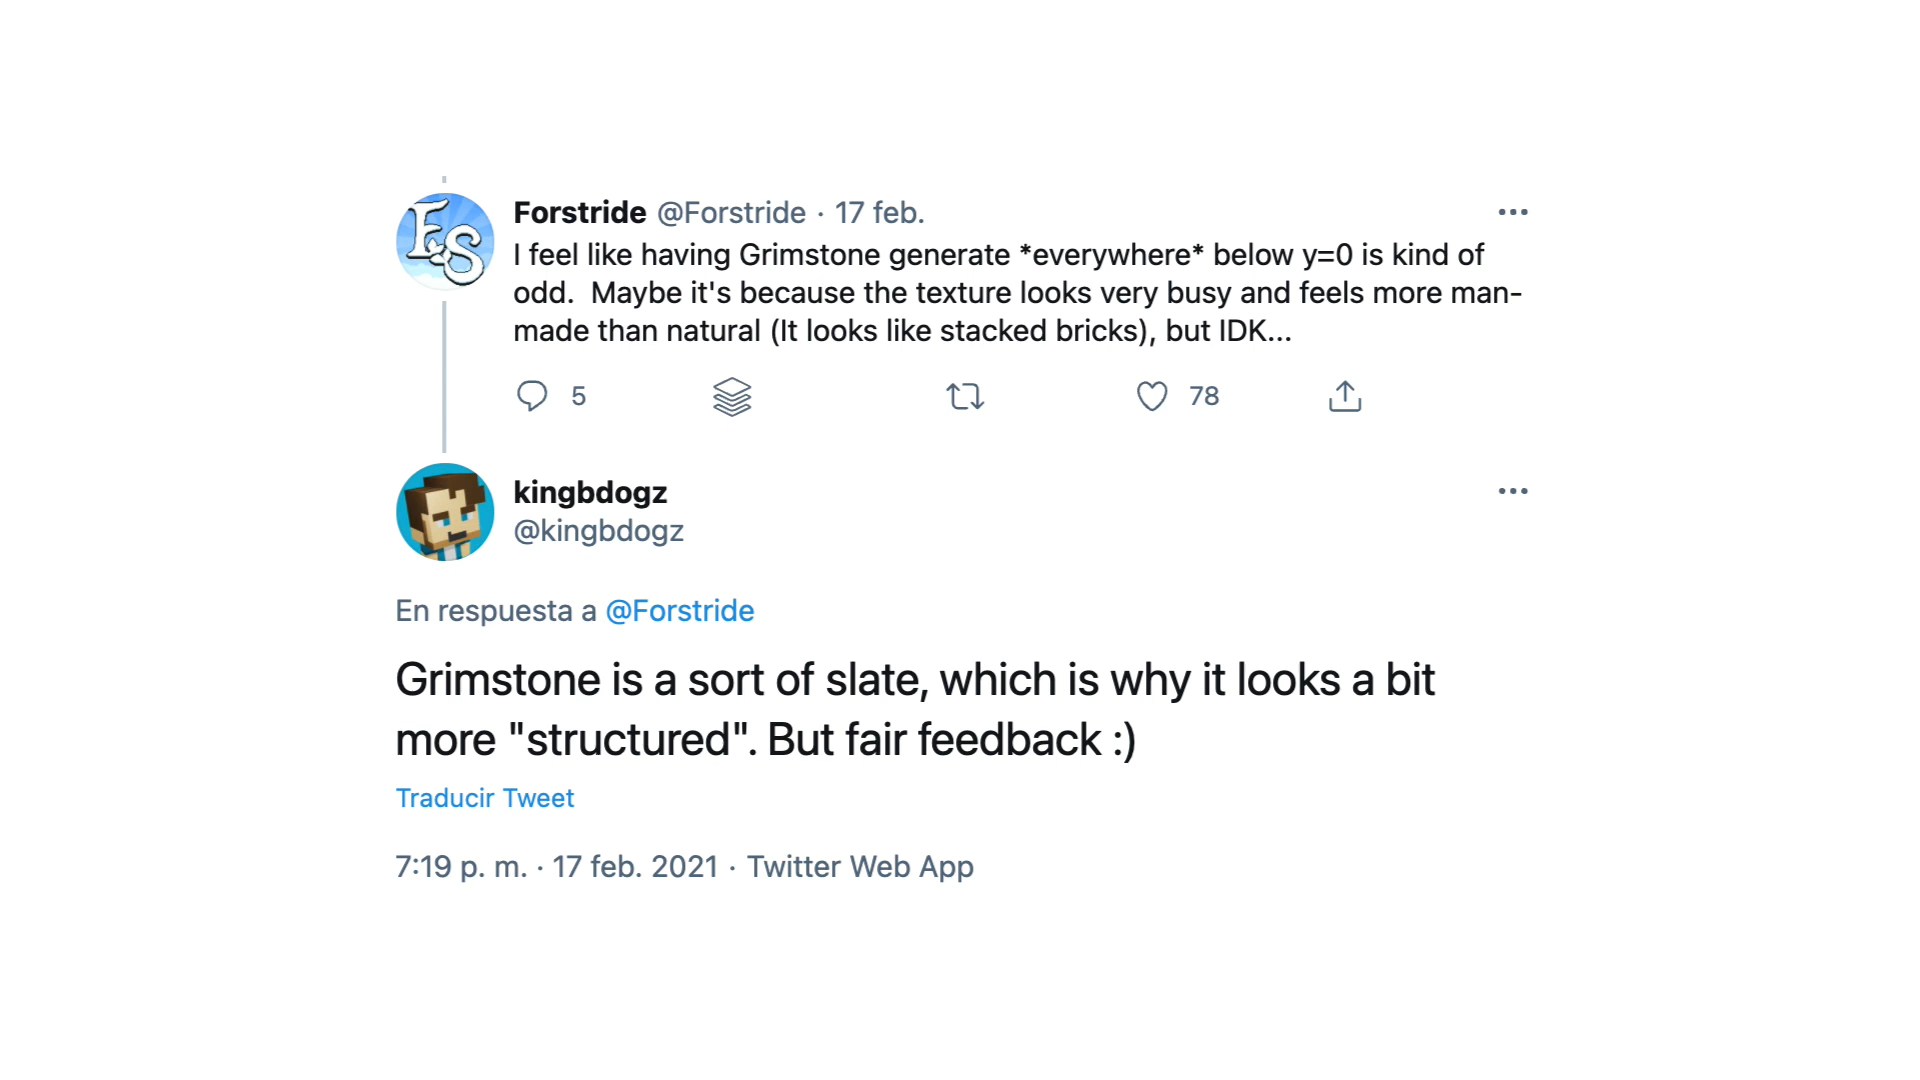 FS
Forstride @Forstride · 17 feb.
I feel like having Grimstone generate *everywhere* below y=0 is kind of
odd.  Maybe it's because the texture looks very busy and feels more man-
made than natural (It looks like stacked bricks), but IDK...
5 78
kingbdogz
@kingbdogz
En respuesta a @Forstride
Grimstone is a sort of slate, which is why it looks a bit
more "structured". But fair feedback :)
Traducir Tweet
7:19 p. m. · 17 feb. 2021 · Twitter Web App